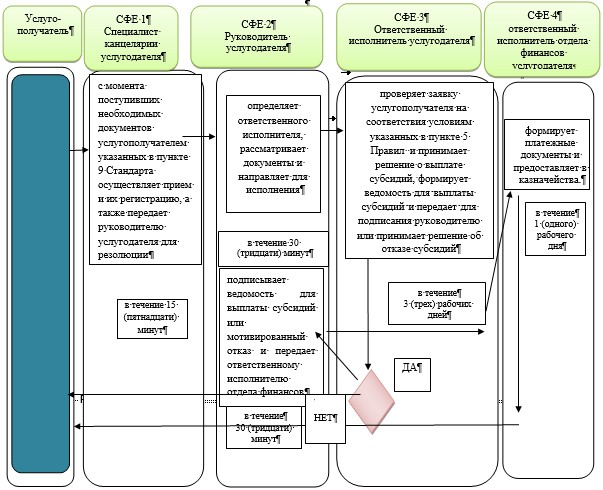 Услуго-
получатель¶
СФЕ-1¶
Специалист
канцелярии
услугодателя¶
СФЕ-2¶
Руководитель
услугодателя¶
СФЕ-3¶
Ответственный
исполнитель услугодателя¶
СФЕ-4¶
ответственный
исполнитель отдела
финансов
услугодателя¶
с момента
поступивших
необходимых
документов
услугополучателем
указанных в пункте
9 Стандарта
осуществляет прием
и их регистрацию, а
также передает
руководителю
услугодателя для
резолюции¶
в течение 15
(пятнадцати)
минут¶
определяет
ответственного
исполнителя,
рассматривает
документы и
направляет для
исполнения¶
в течение 30
(тридцати) минут¶
подписывает
ведомость для
выплаты субсидий
или
мотивированный
отказ и передает
ответственному
исполнителю
отдела финансов¶
в течение¶
30 (тридцати)
минут¶
проверяет заявку
услугополучателя на
соответствия условиям
указанных в пункте 5
Правил и принимает
решение о выплате
субсидий, формирует
ведомость для выплаты
субсидий и передает для
подписания руководителю
или принимает решение об
отказе субсидий¶
в течение¶
3 (трех) рабочих
дней¶
ДА¶
НЕТ¶
формирует
платежные
документы и
предоставляет в
казначейства.¶
в течение¶
1 (одного)
рабочего
дня¶